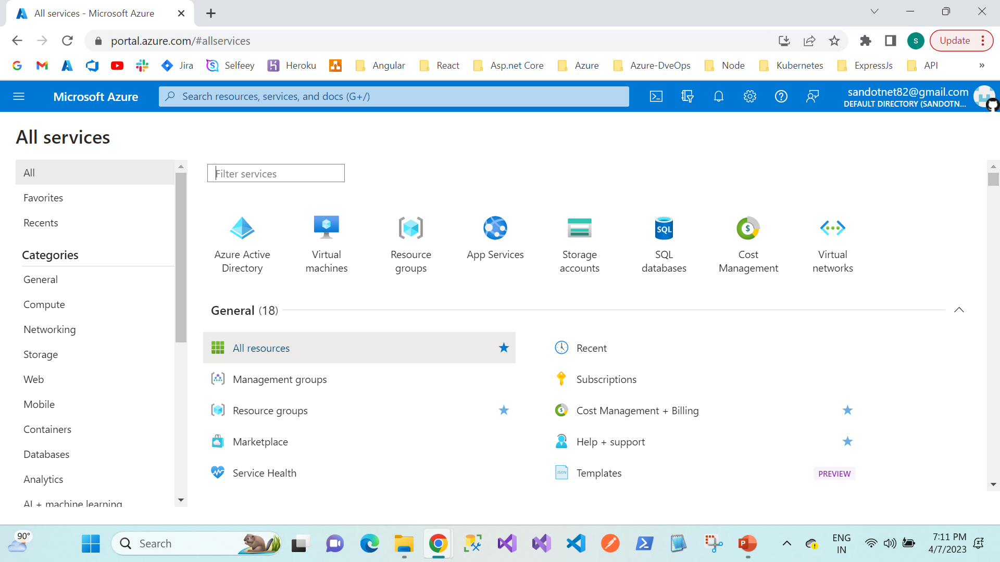 All services - Microsoft Azure
portal.azure.com/#allservices
Update
S
Jira
Selfeey
Heroku
Angular
React
Asp.net Core
Azure
Azure-DveOps
Node
Kubernetes
ExpressJs
API
»
Microsoft Azure
Search resources, services, and docs (G+/)
sandotnet82@gmail.com
DEFAULT DIRECTORY (SANDOTN...
All services
All
Favorites
Recents
Categories
General
Compute
Networking
Storage
Web
Mobile
Containers
Databases
Analytics
AI + machine learning
Filter services
Azure Active
Directory
Virtual
machines
Resource
groups
App Services
Storage
accounts
SQL
SQL
databases
Cost
Management
Virtual
networks
General (18)
All resources
Recent
Management groups
Subscriptions
Resource groups
Cost Management + Billing
Marketplace
Help + support
Service Health
JSON
Templates
PREVIEW
90°
Search
ENG
IN
7:11 PM
4/7/2023